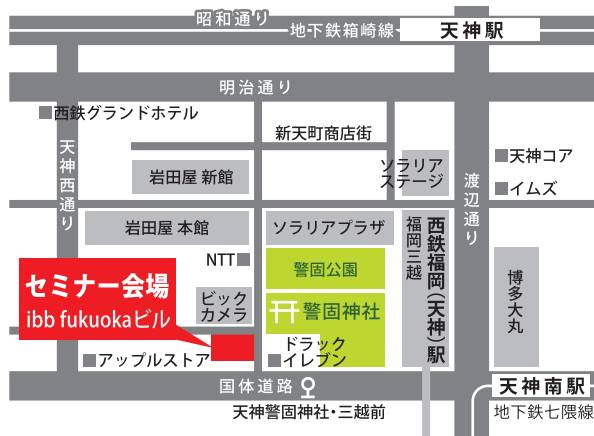 昭和通り
地下鉄箱崎線
天神駅
明治通り
西鉄グランドホテル
新天町商店街
天神西通り
岩田屋 新館
ソラリア
ステージ
渡辺通り
天神コア
イムズ
岩田屋 本館
ソラリアプラザ
福岡三越
西鉄福岡(天神)駅
NTT
警固公園
セミナー会場
ibb fukuokaビル
ビック
カメラ
警固神社
博多大丸
アップルストア
ドラック
イレブン
国体道路
天神南駅
天神警固神社・三越前
地下鉄七隈線